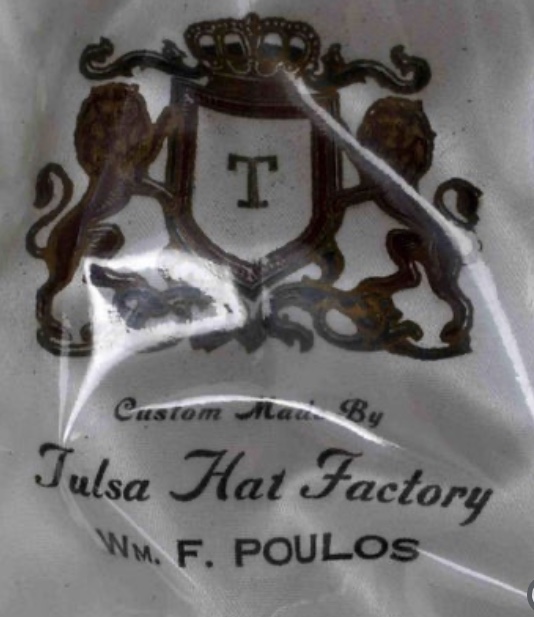 T
Custom Made By
Tulsa Hat Factory
WM. F. POULOS